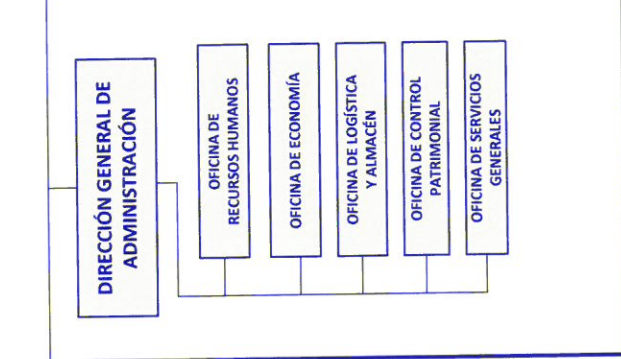 DIRECCIÓN GENERAL DE
ADMINISTRACIÓN
OFICINA DE
RECURSOS HUMANOS
OFICINA DE ECONOMÍA
OFICINA DE LOGÍSTICA
Y ALMACÉN
OFICINA DE CONTROL
PATRIMONIAL
OFICINA DE SERVICIOS
GENERALES